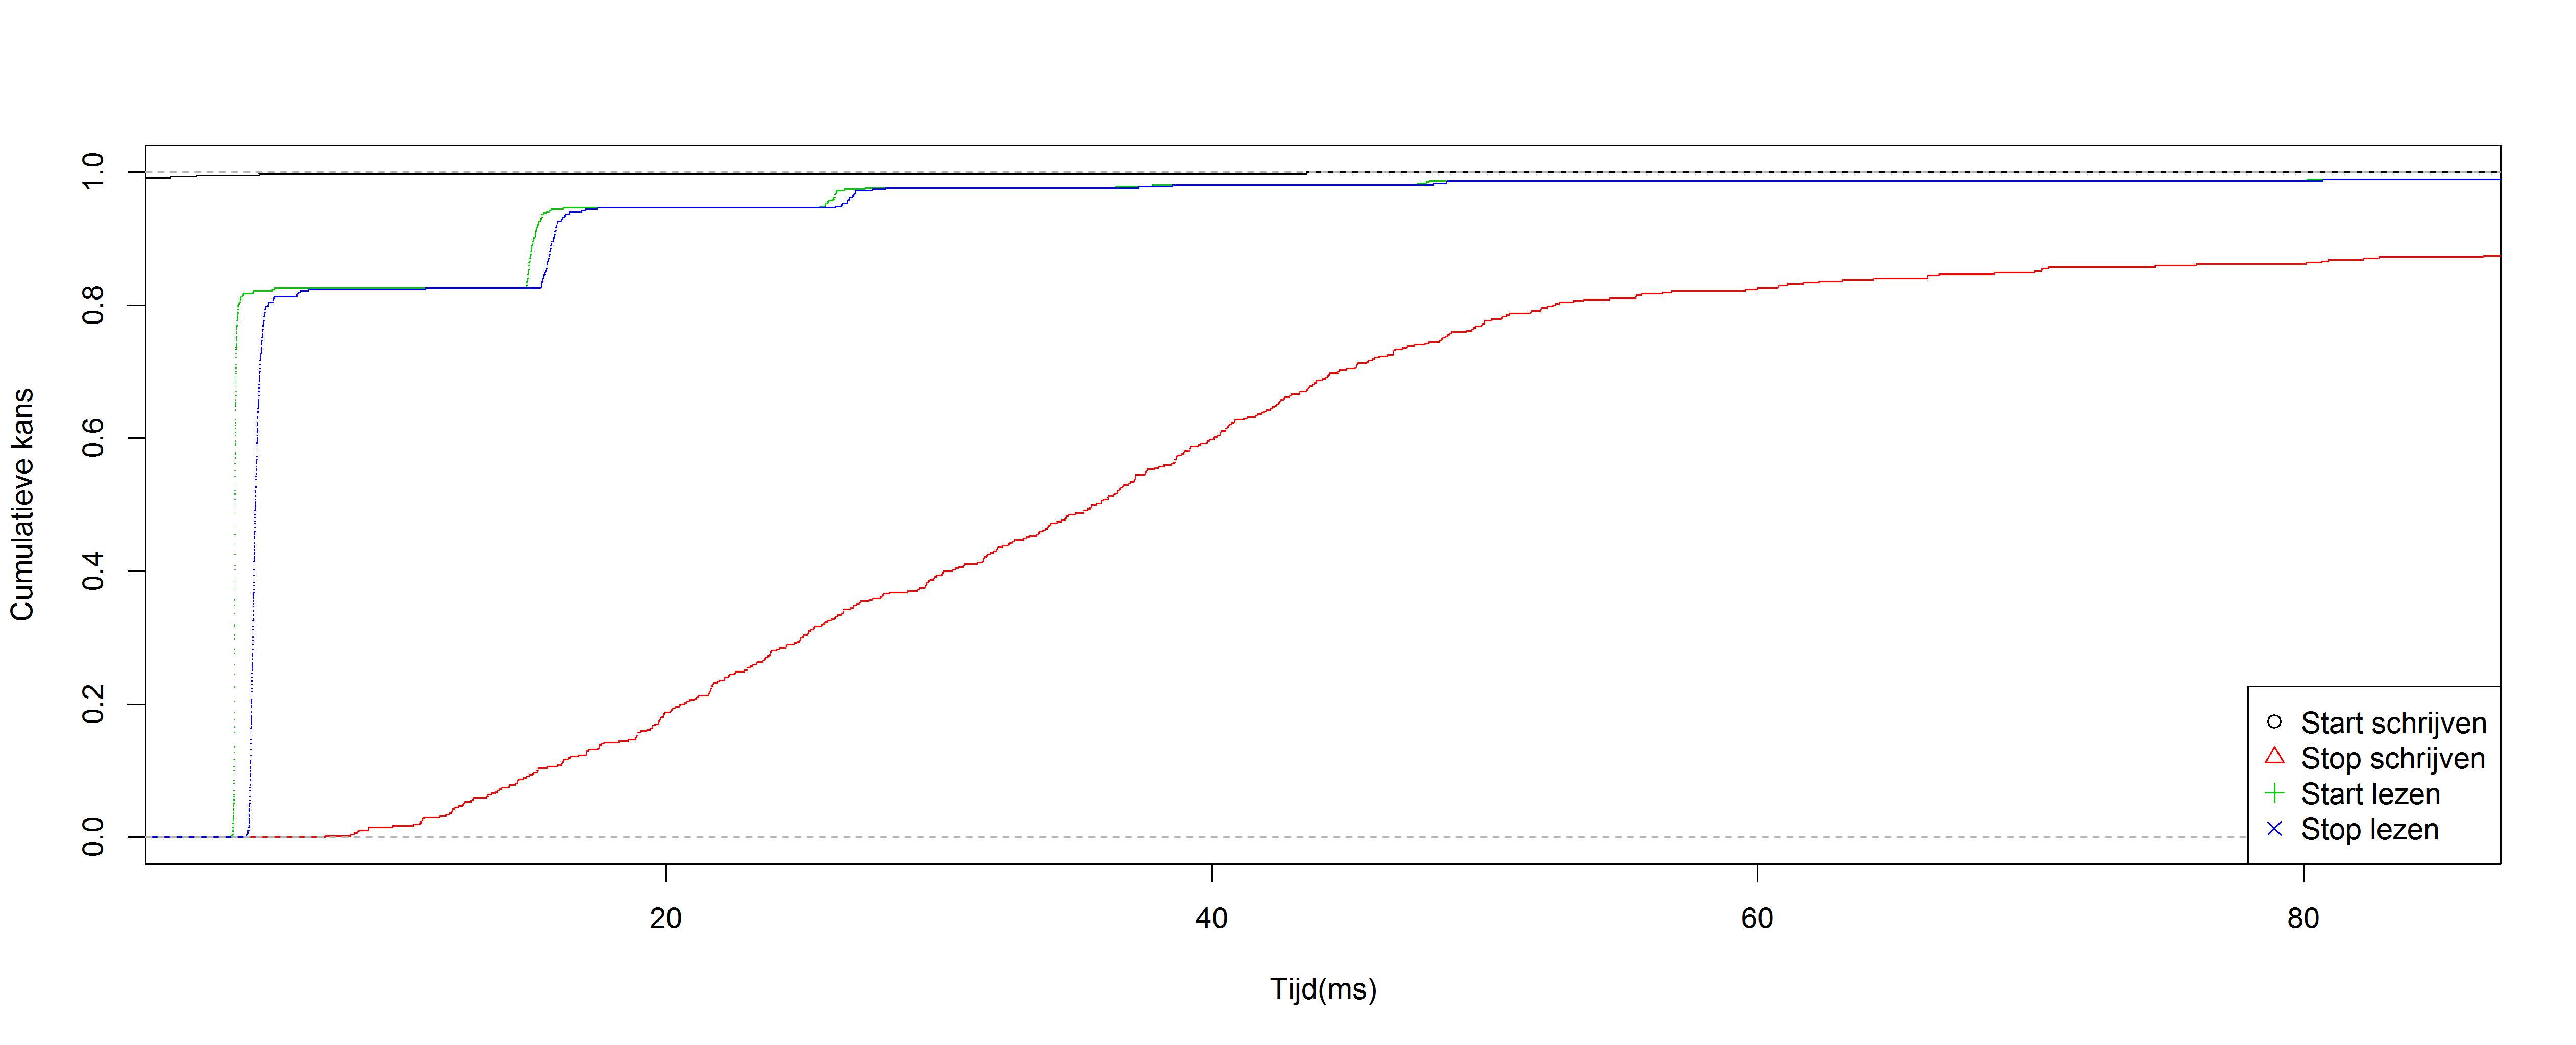 Cumulatieve kans
1.0
0.8
0.6
0.4
0.2
0.0
20 40 60 80
Tijd(ms)
Start schrijven
Stop schrijven
Start lezen
Stop lezen